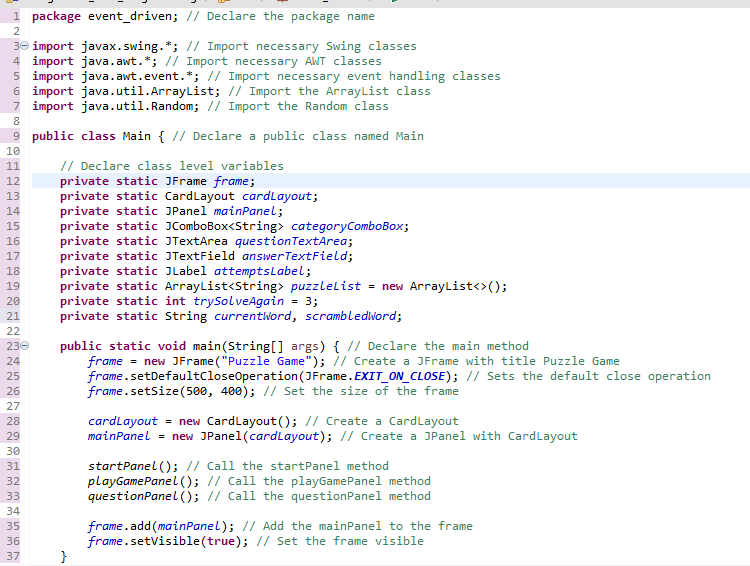 1 package event_driven; // Declare the package name
2
3 import javax.swing.*; // Import necessary Swing classes
4 import java.awt.*; // Import necessary AWT classes
5 import java.awt.event.*; // Import necessary event handling classes
6 import java.util.ArrayList; // Import the ArrayList class
7 import java.util.Random; // Import the Random class
8
9 public class Main { // Declare a public class named Main
10
11     // Declare class level variables
12     private static JFrame frame;
13     private static CardLayout cardLayout;
14     private static JPanel mainPanel;
15     private static JComboBox<String> categoryComboBox;
16     private static JTextArea questionTextArea;
17     private static JTextField answerTextField;
18     private static JLabel attemptsLabel;
19     private static ArrayList<String> puzzleList = new ArrayList<>();
20     private static int trySolveAgain = 3;
21     private static String currentWord, scrambledWord;
22
23     public static void main(String[] args) { // Declare the main method
24         frame = new JFrame("Puzzle Game"); // Create a JFrame with title Puzzle Game
25         frame.setDefaultCloseOperation(JFrame.EXIT_ON_CLOSE); // Sets the default close operation
26         frame.setSize(500, 400); // Set the size of the frame
27
28         cardLayout = new CardLayout(); // Create a CardLayout
29         mainPanel = new JPanel(cardLayout); // Create a JPanel with CardLayout
30
31         startPanel(); // Call the startPanel method
32         playGamePanel(); // Call the playGamePanel method
33         questionPanel(); // Call the questionPanel method
34
35         frame.add(mainPanel); // Add the mainPanel to the frame
36         frame.setVisible(true); // Set the frame visible
37     }